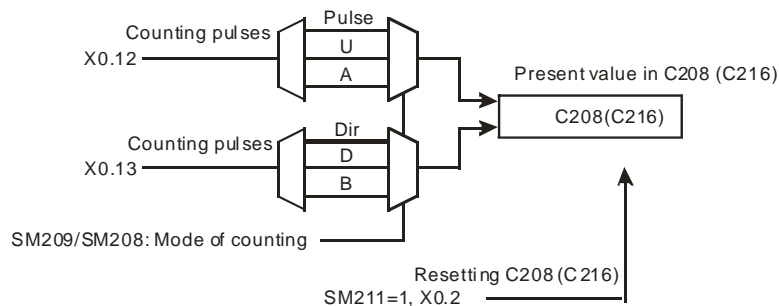 Pulse
Counting pulses
U
X0.12
A
Present value in C208 (C216)
C208(C216)
Counting pulses
Dir
D
X0.13
B
SM209/SM208: Mode of counting
Resetting C208 (C216)
SM211=1, X0.2